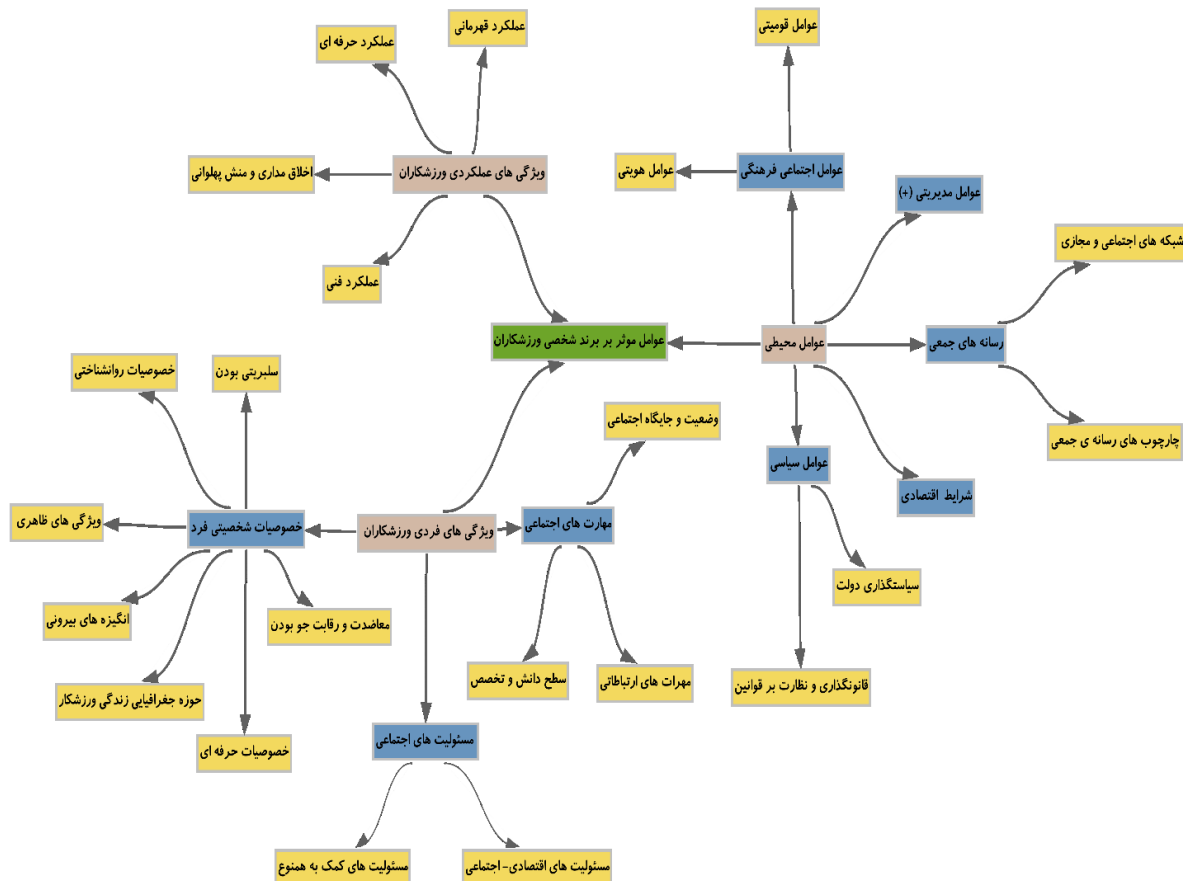 عملکرد قهرمانی
عملکرد حرفه ای
عوامل قومیتی
ویژگی های عملکردی ورزشکاران
اخلاق مداری و منش پهلوانی
عوامل اجتماعی فرهنگی
عوامل هویتی
عوامل مدیریتی (+)
شبکه های اجتماعی و مجازی
عملکرد فنی
عوامل موثر بر برند شخصی ورزشکاران
عوامل محیطی
رسانه های جمعی
سلبریتی بودن
خصوصیات روانشناختی
وضعیت و جایگاه اجتماعی
چارچوب های رسانه ی جمعی
عوامل سیاسی
شرایط اقتصادی
ویژگی های ظاهری
خصوصیات شخصیتی فرد
ویژگی های فردی ورزشکاران
مهارت های اجتماعی
سیاستگذاری دولت
انگیزه های بیرونی
معاضدت و رقابت جو بودن
حوزه جغرافیایی زندگی ورزشکار
سطح دانش و تخصص
مهرات های ارتباطاتی
قانونگذاری و نظارت بر قوانین
خصوصیات حرفه ای
مسئولیت های اجتماعی
مسئولیت های کمک به همنوع
مسئولیت های اقتصادی-اجتماعی